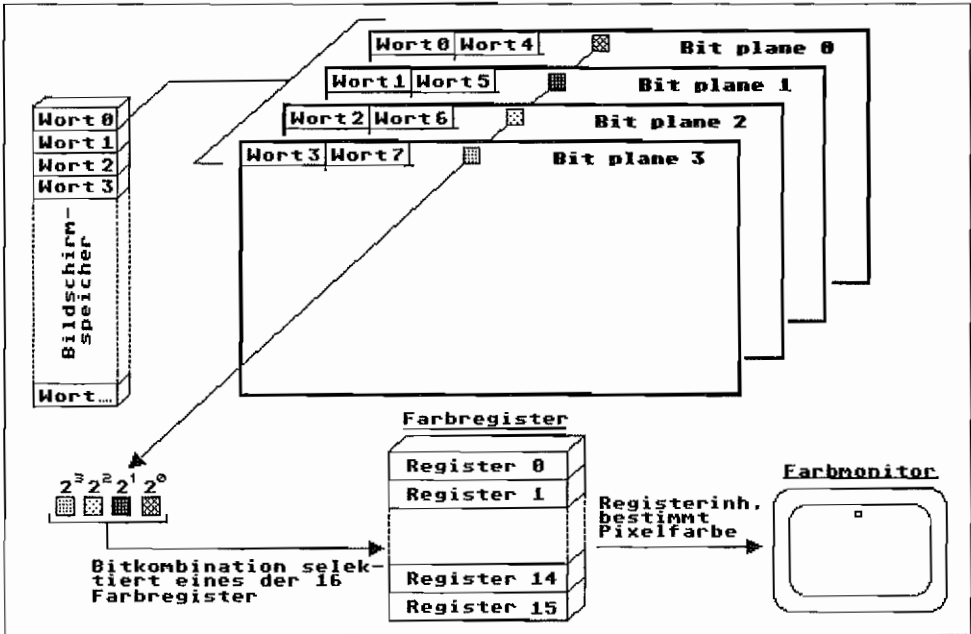 Wort0 Wort4 Bit plane 0
Wort1 Wort5 Bit plane 1
Wort2 Wort6 Bit plane 2
Wort3 Wort7 Bit plane 3
Wort0
Wort1
Wort2
Wort3
Bildschirm-
speicher
Wort…
2³ 2² 2¹ 2⁰
Bitkombination selek-
tiert eines der 16
Farbregister
Farbregister
Register 0
Register 1
Register 14
Register 15
Registerinh.
bestimmt
Pixelfarbe
Farbmonitor